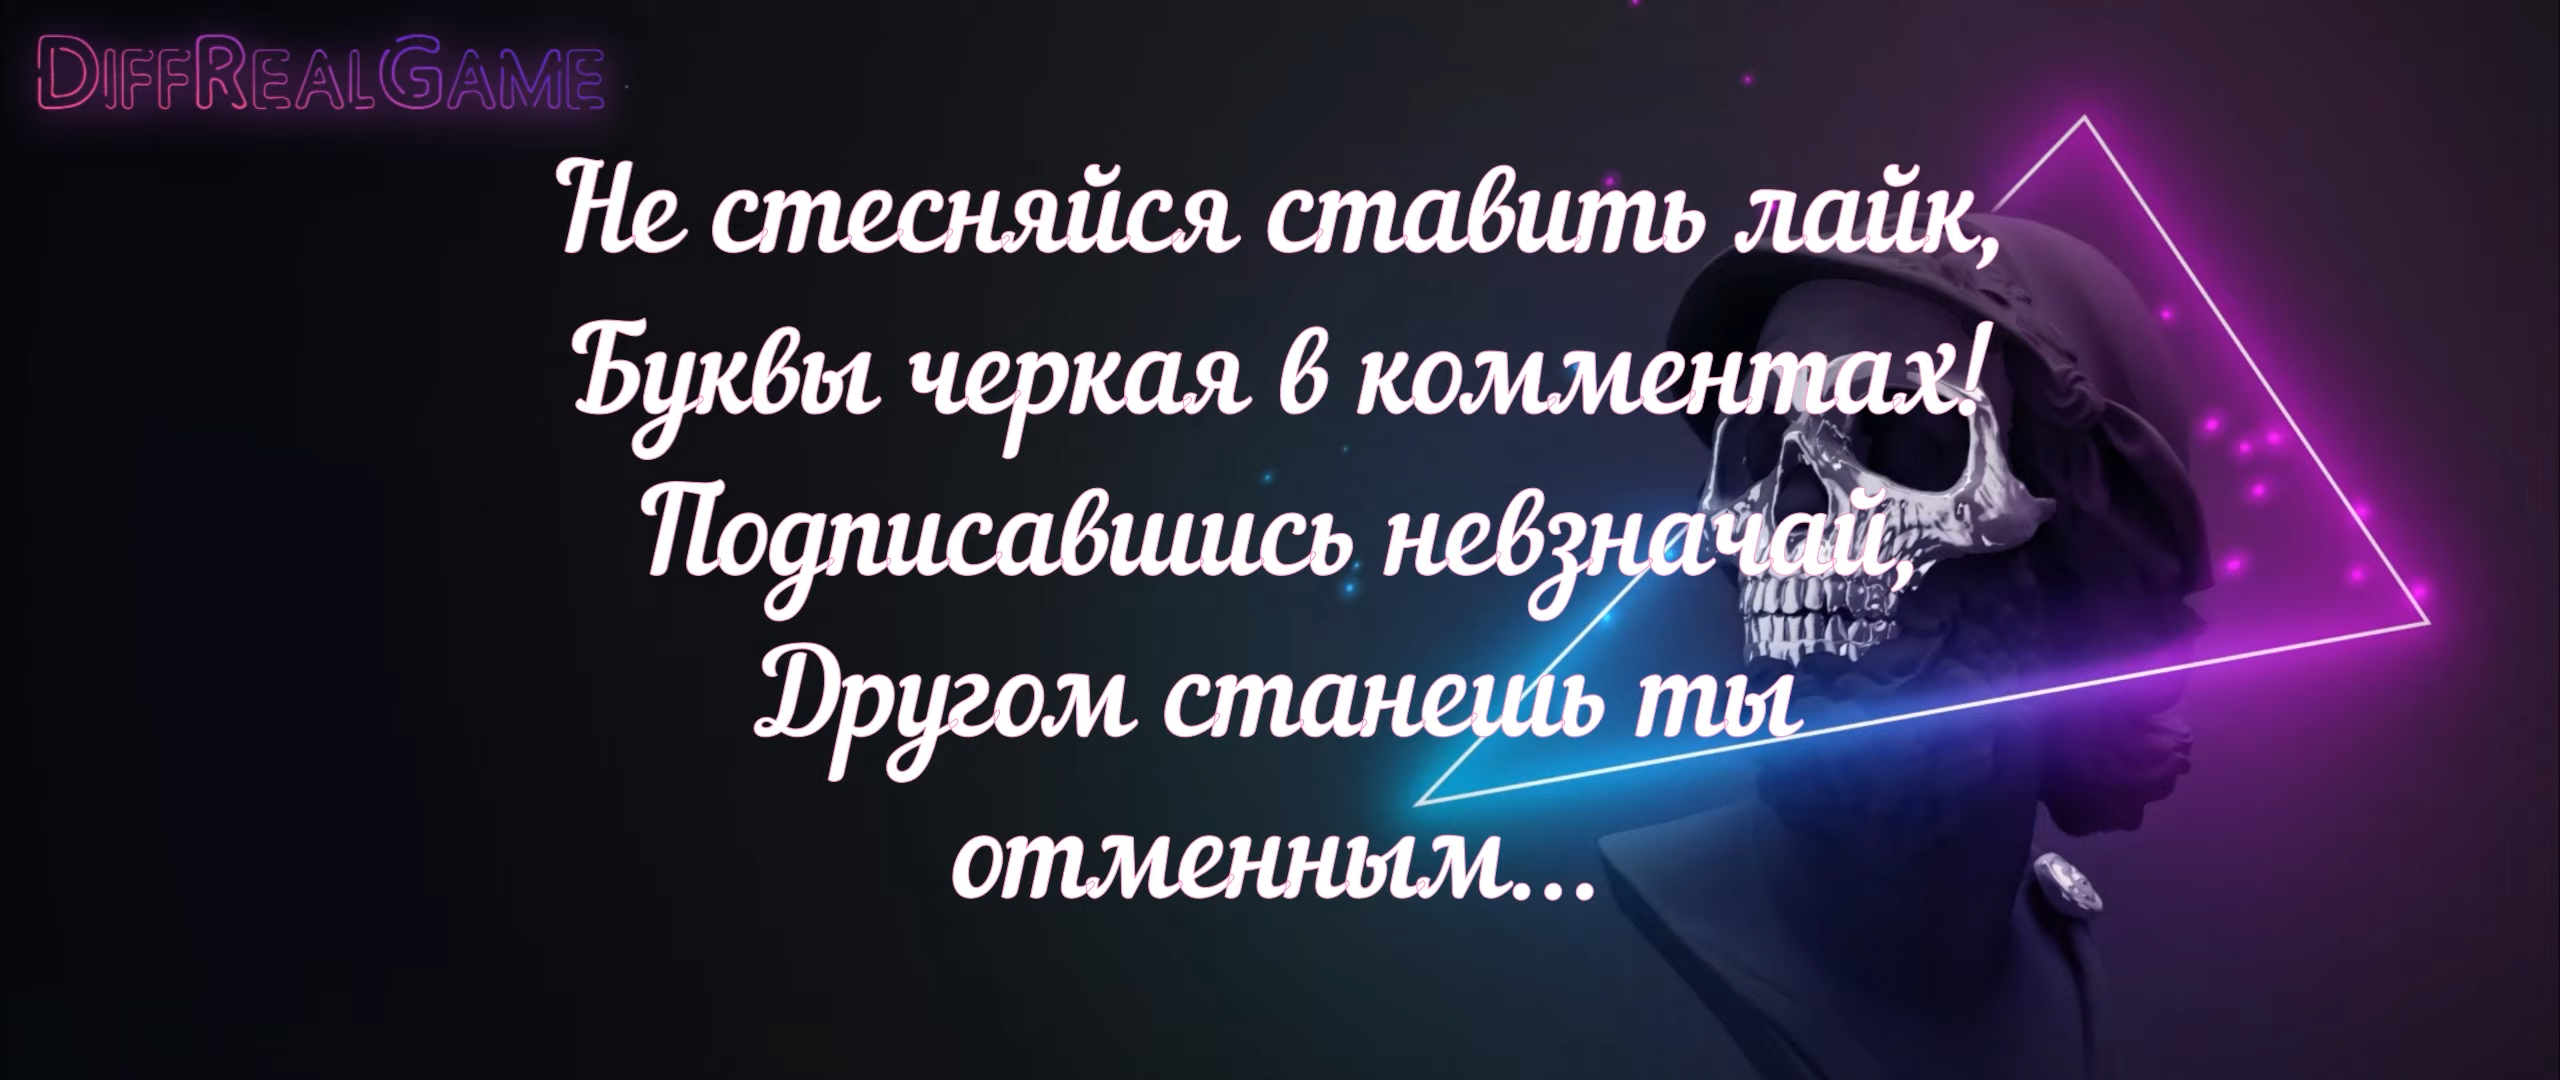 DiffRealGame
Не стесняйся ставить лайк,
Буквы черкая в комментах!
Подписавшись невзначай,
Другом станешь ты
отменным...